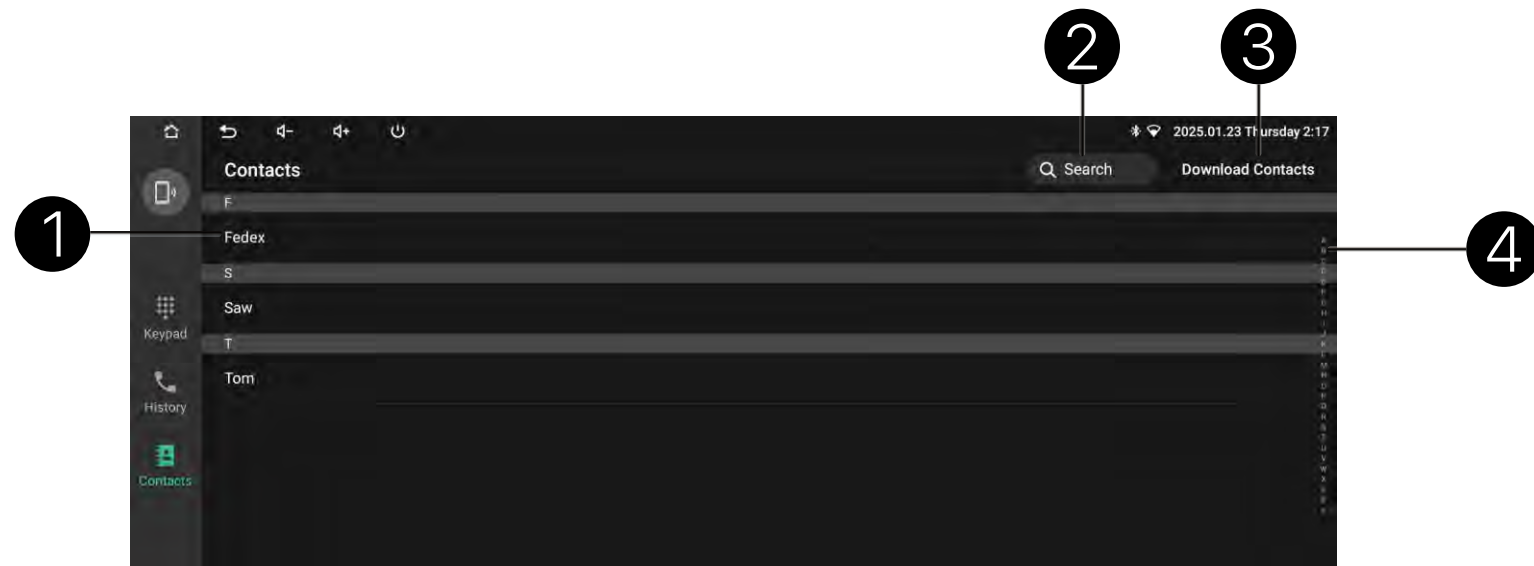 2 3
2025.01.23 Thursday 2:17
Contacts
Search
Download Contacts
F
1
Fedex
4
S
Saw
Keypad
T
Tom
History
Contacts